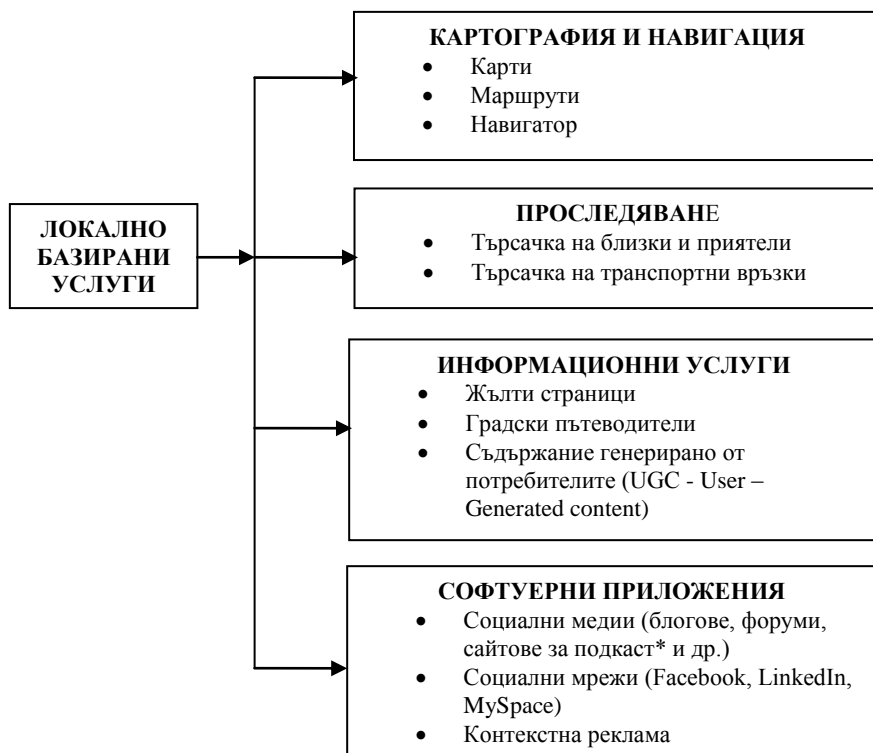 КАРТОГРАФИЯ И НАВИГАЦИЯ
• Карти
• Маршрути
• Навигатор
ЛОКАЛНО
БАЗИРАНИ
УСЛУГИ
ПРОСЛЕДЯВАНЕ
• Търсачка на близки и приятели
• Търсачка на транспортни връзки
ИНФОРМАЦИОННИ УСЛУГИ
• Жълти страници
• Градски пътеводители
• Съдържание генерирано от
потребителите (UGC - User –
Generated content)
СОФТУЕРНИ ПРИЛОЖЕНИЯ
• Социални медии (блогове, форуми,
сайтове за подкаст* и др.)
• Социални мрежи (Facebook, LinkedIn,
MySpace)
• Контекстна реклама